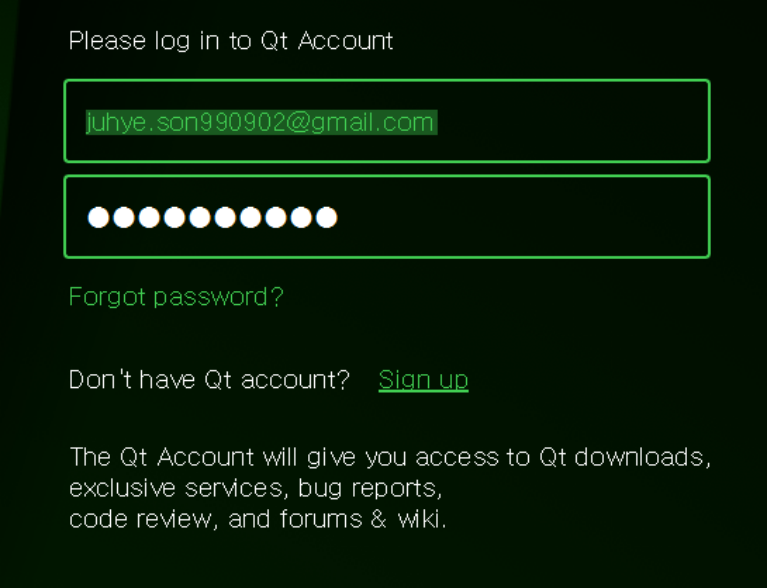 Please log in to Qt Account
juhye.son990902@gmail.com
●●●●●●●●●●
Forgot password?
Don't have Qt account? Sign up
The Qt Account will give you access to Qt downloads,
exclusive services, bug reports,
code review, and forums & wiki.